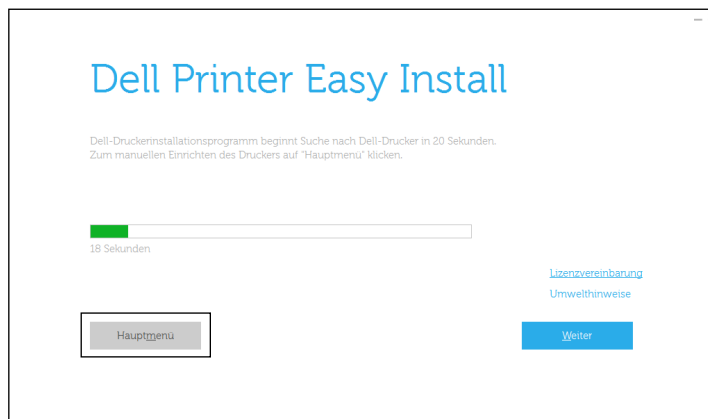 Dell Printer Easy Install
Dell-Druckerinstallationsprogramm beginnt Suche nach Dell-Drucker in 20 Sekunden.
Zum manuellen Einrichten des Druckers auf "Hauptmenü" klicken.
18 Sekunden
Lizenzvereinbarung
Umwelthinweise
Hauptmenü
Weiter